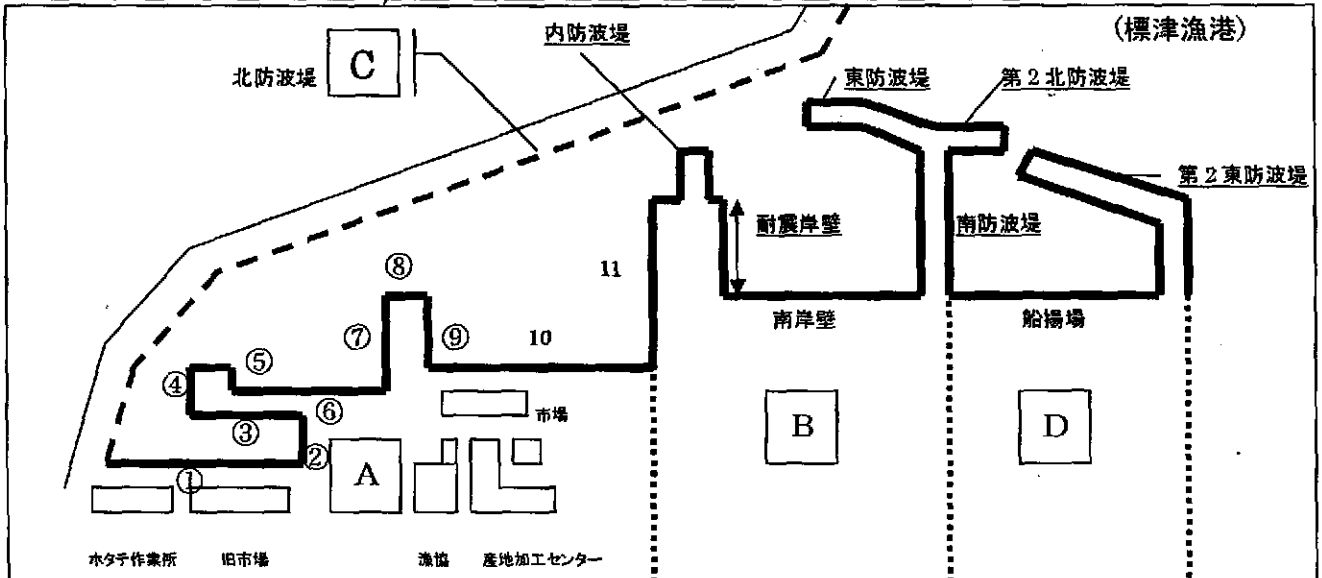 (標津漁港)
内防波堤
C
北防波堤
東防波堤
第2北防波堤
第2東防波堤
耐震岸壁
南防波堤
⑧
11
南岸壁
船揚場
⑦
⑨
10
⑤
④
⑥
市場
B
D
③
②
A
①
ホタテ作業所
旧市場
漁協
産地加工センター